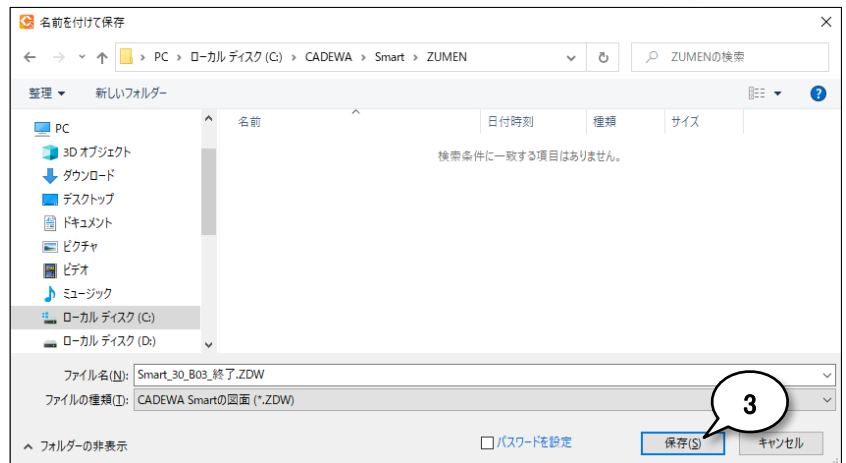 名前を付けて保存
PC > ローカル ディスク (C:) > CADEWA > Smart > ZUMEN
ZUMENの検索
整理 新しいフォルダー
名前 日付時刻 種類 サイズ
検索条件に一致する項目はありません。
PC
3D オブジェクト
ダウンロード
デスクトップ
ドキュメント
ピクチャ
ビデオ
ミュージック
ローカル ディスク (C:)
ローカル ディスク (D:)
ファイル名(N): Smart_30_B03_終了.ZDW
ファイルの種類(T): CADEWA Smartの図面 (*.ZDW)
3
フォルダーの非表示
パスワードを設定
保存(S)
キャンセル